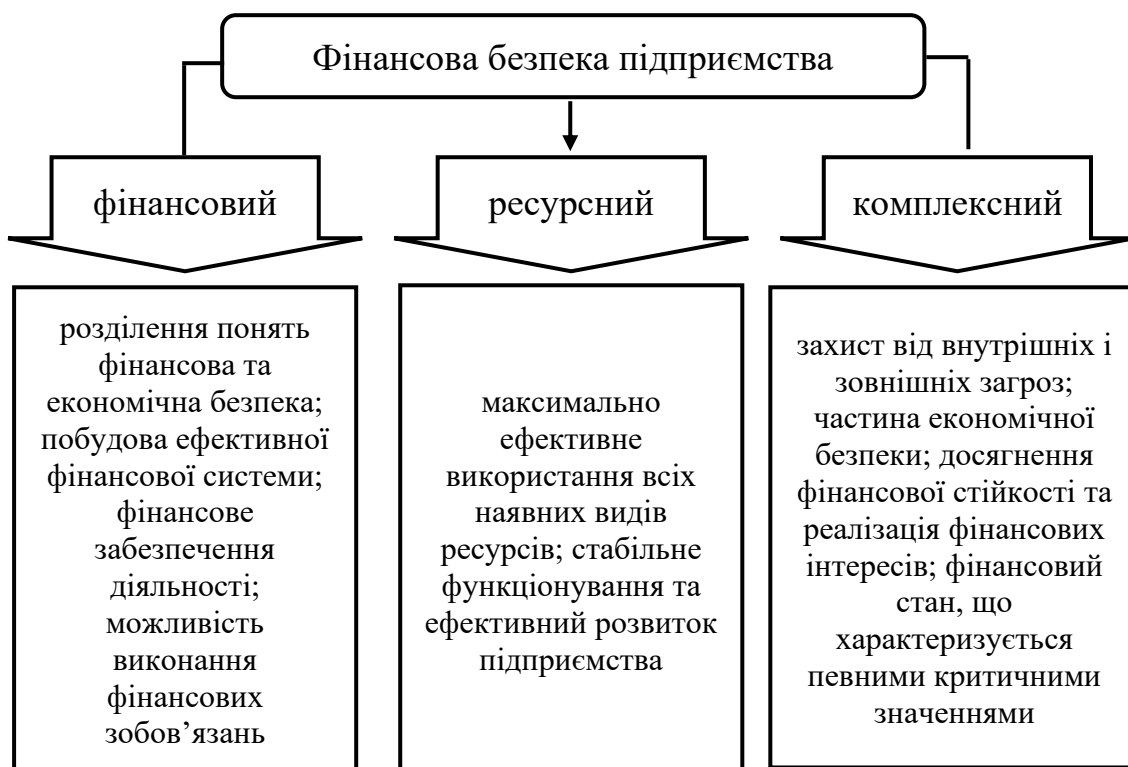 Фінансова безпека підприємства
фінансовий
ресурсний
комплексний
розділення понять
фінансова та
економічна безпека;
побудова ефективної
фінансової системи;
фінансове
забезпечення
діяльності;
можливість
виконання
фінансових
зобов’язань
максимально
ефективне
використання всіх
наявних видів
ресурсів; стабільне
функціонування та
ефективний розвиток
підприємства
захист від внутрішніх і
зовнішніх загроз;
частина економічної
безпеки; досягнення
фінансової стійкості та
реалізація фінансових
інтересів; фінансовий
стан, що
характеризується
певними критичними
значеннями